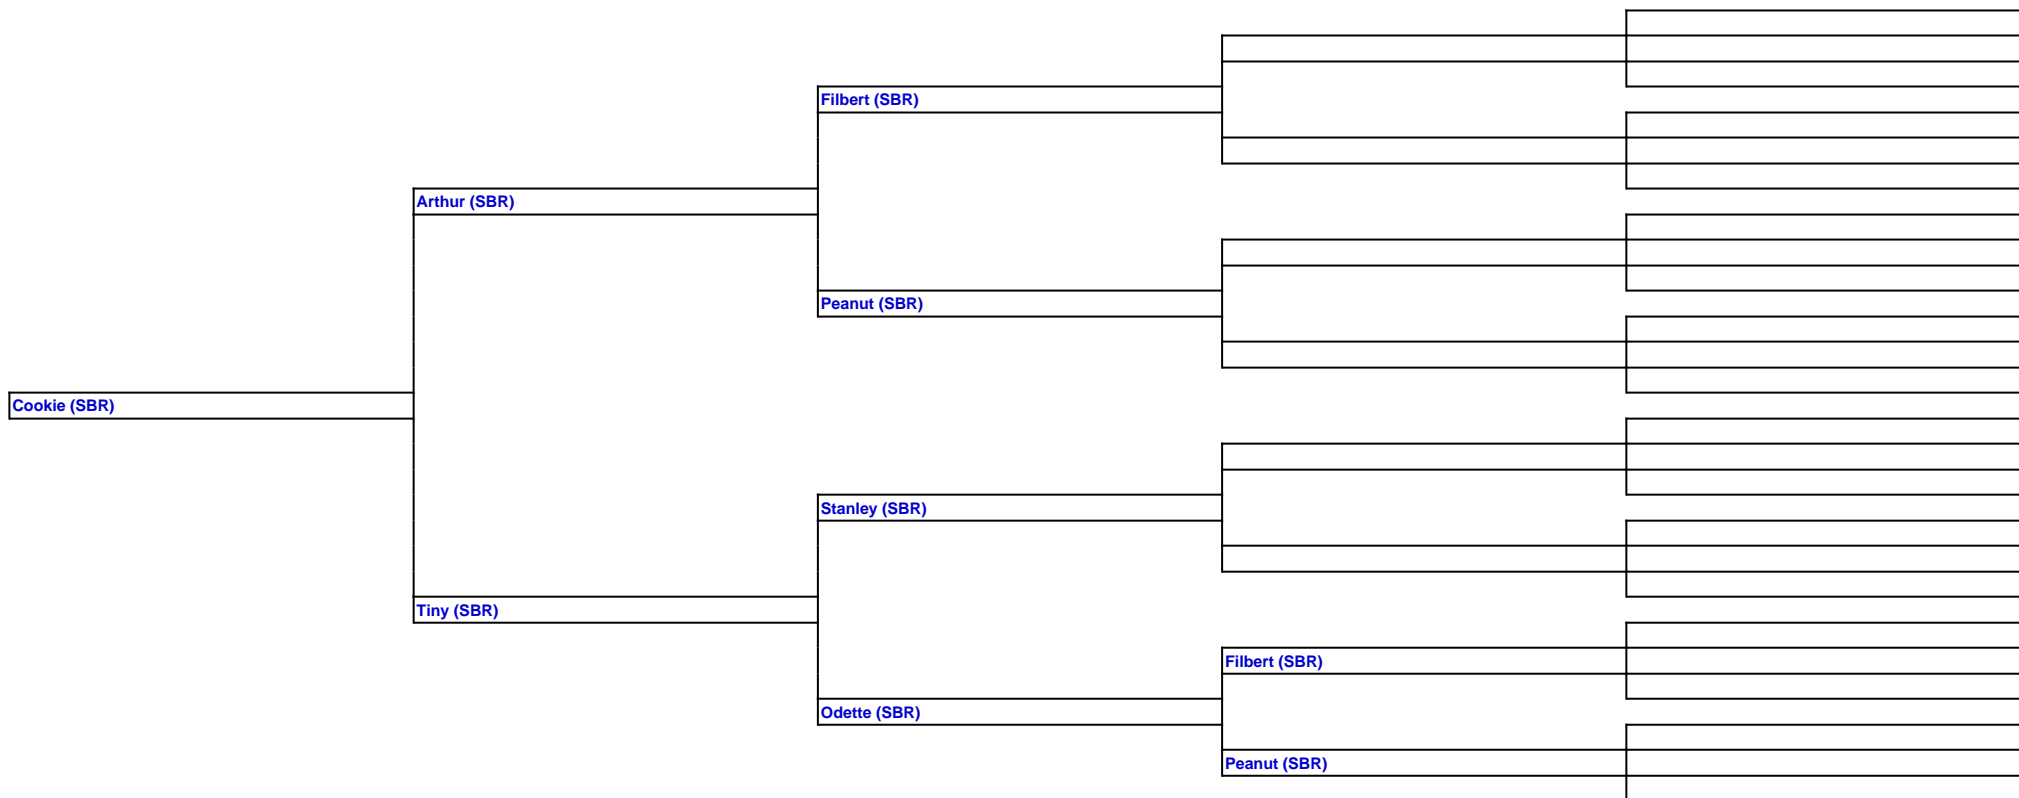 Filbert (SBR)
Arthur (SBR)
Peanut (SBR)
Cookie (SBR)
Stanley (SBR)
Tiny (SBR)
Filbert (SBR)
Odette (SBR)
Peanut (SBR)